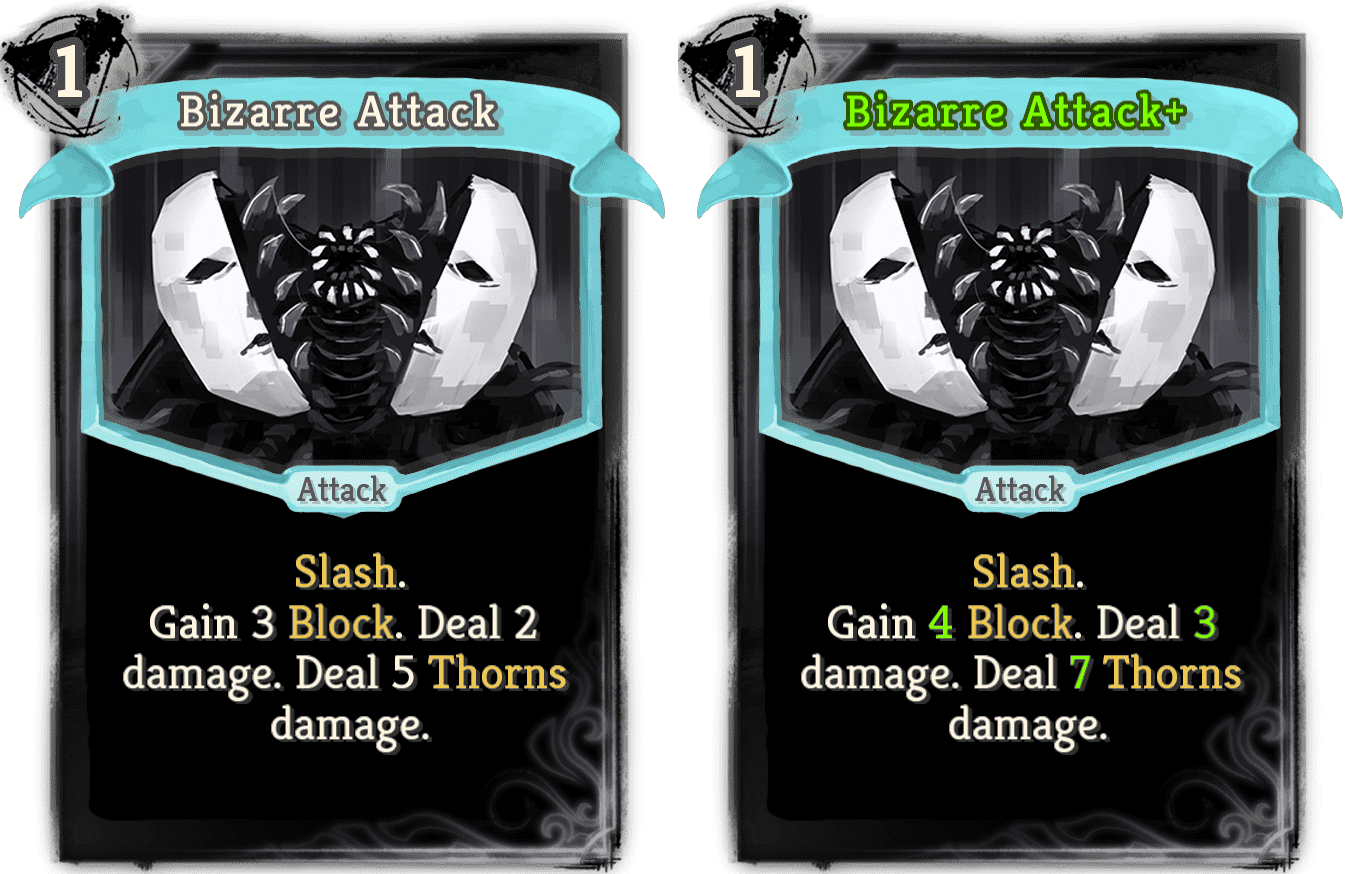 1
Bizarre Attack
Attack
Slash.
Gain 3 Block. Deal 2
damage. Deal 5 Thorns
damage.
1
Bizarre Attack+
Attack
Slash.
Gain 4 Block. Deal 3
damage. Deal 7 Thorns
damage.